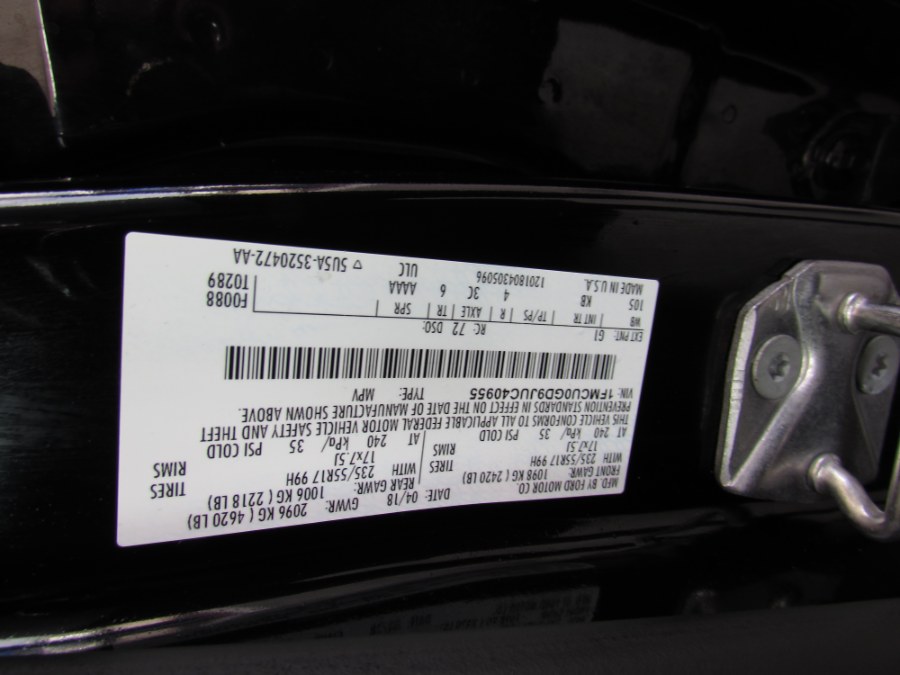 MFD. BY FORD MOTOR CO.
DATE: 04/18 GVWR: 2096 KG ( 4620 LB)
FRONT GAWR: REAR GAWR:
1098 KG( 2420 LB) 1006 KG( 2218 LB)
WITH TIRES WITH TIRES
235/55R17 99H 235/55R17 99H
17x7.5J RIMS 17x7.5J RIMS
AT 240 kPa/ 35 PSI COLD AT 240 kPa/ 35 PSI COLD
THIS VEHICLE CONFORMS TO ALL APPLICABLE FEDERAL MOTOR VEHICLE SAFETY AND THEFT
PREVENTION STANDARDS IN EFFECT ON THE DATE OF MANUFACTURE SHOWN ABOVE.
VIN: 1FMCU0GD9JUC40955
TYPE: MPV
EXT PNT: G1 RC: 72 DSO:
WB | INT TR | TP/PS | R | AXLE | TR | SPR
F0088
T0289
105 KB 4 3C 6 AAAA
MADE IN U.S.A. ULC
1201804305096
▽ 5U5A-3520472-AA